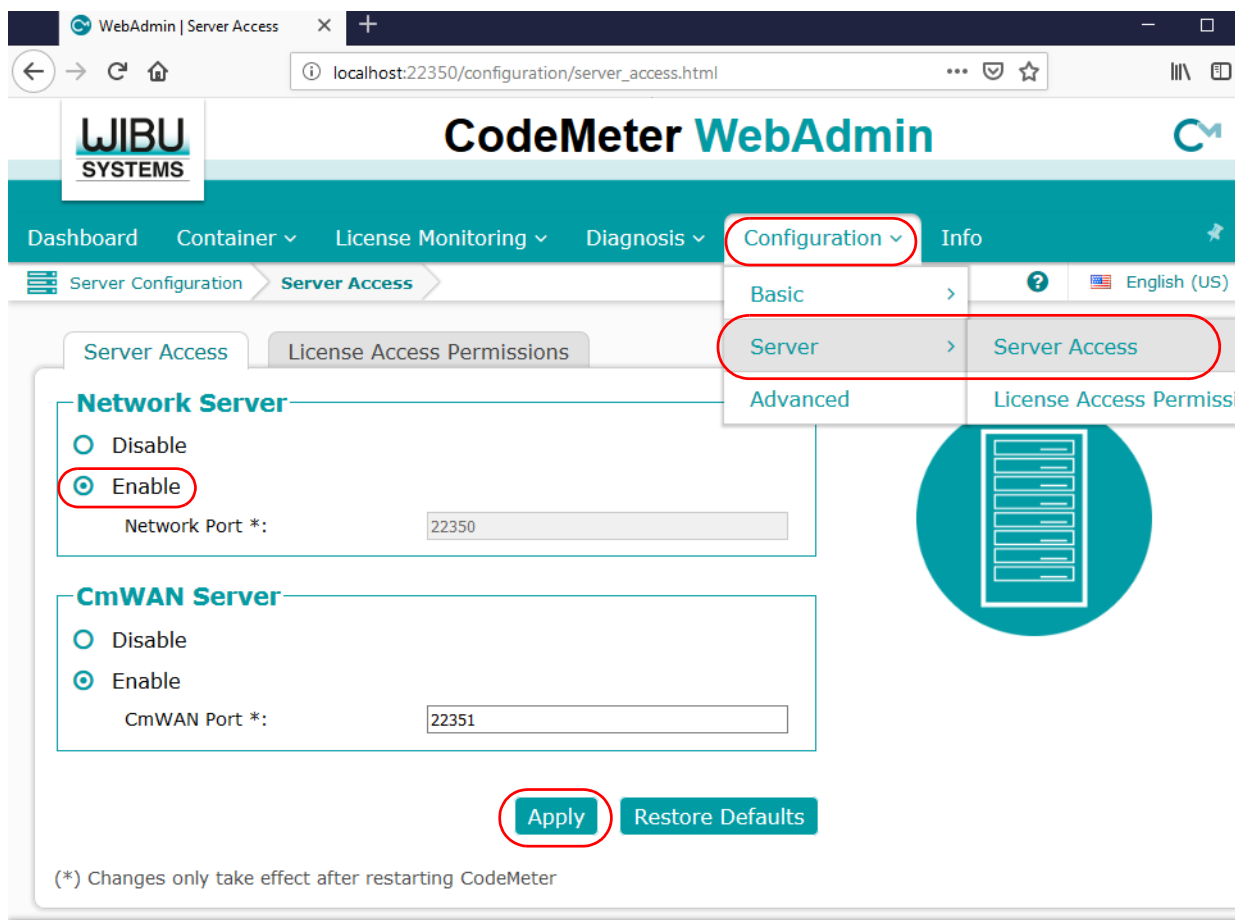 WebAdmin | Server Access
localhost:22350/configuration/server_access.html
WIBU
SYSTEMS
CodeMeter WebAdmin
CM
Dashboard Container License Monitoring Diagnosis Configuration Info
Server Configuration Server Access
English (US)
Basic
Server
Server Access
Advanced
License Access Permissi
Server Access License Access Permissions
Network Server
Disable
Enable
Network Port *: 22350
CmWAN Server
Disable
Enable
CmWAN Port *: 22351
Apply Restore Defaults
(*) Changes only take effect after restarting CodeMeter